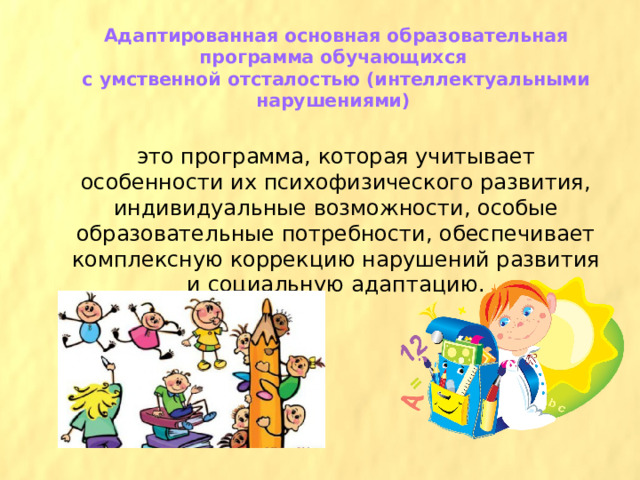 Адаптированная основная образовательная
программа обучающихся
с умственной отсталостью (интеллектуальными
нарушениями)
это программа, которая учитывает
особенности их психофизического развития,
индивидуальные возможности, особые
образовательные потребности, обеспечивает
комплексную коррекцию нарушений развития
и социальную адаптацию.
12
A =
b c